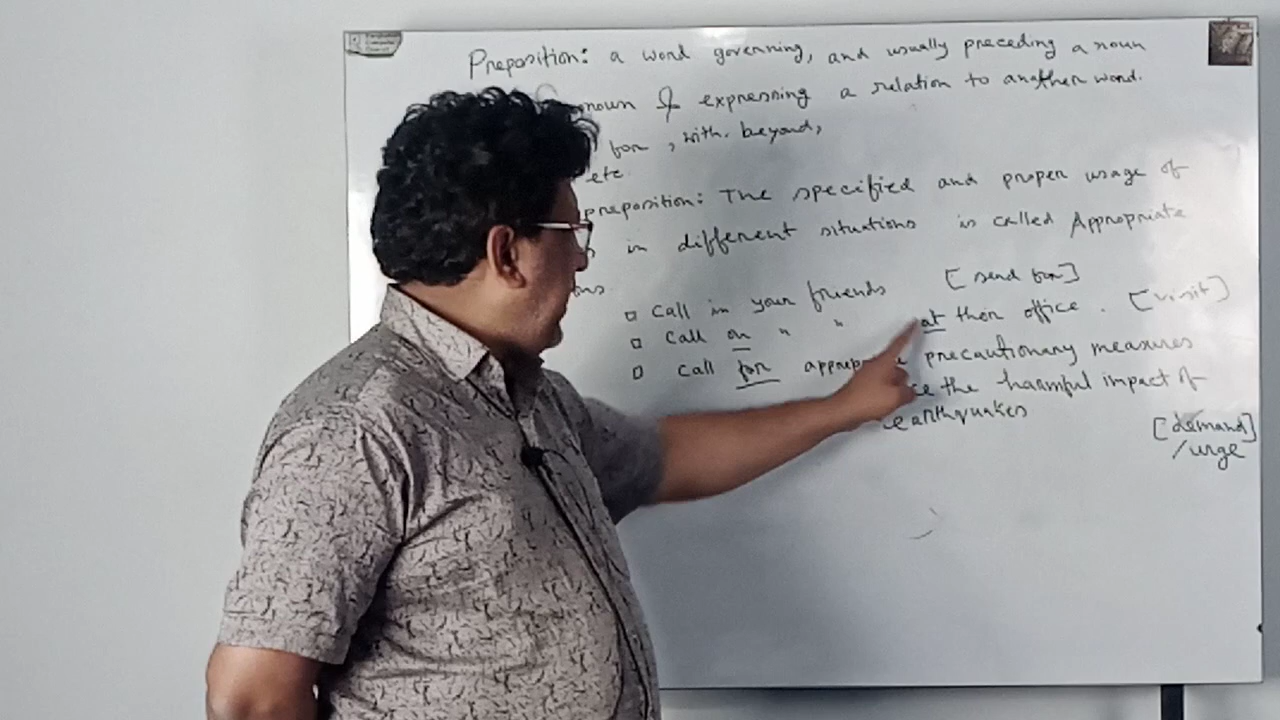 Preposition: a word governing, and usually preceding a noun
noun & expressing a relation to another word.
for, with, beyond,
etc.
preposition: The specified and proper usage of
in different situations is called Appropriate
ons.
□ Call in your friends [send for]
□ Call on " " at their office. [visit]
□ Call for precautionary measures
the harmful impact of
earthquakes
[demand]
/urge